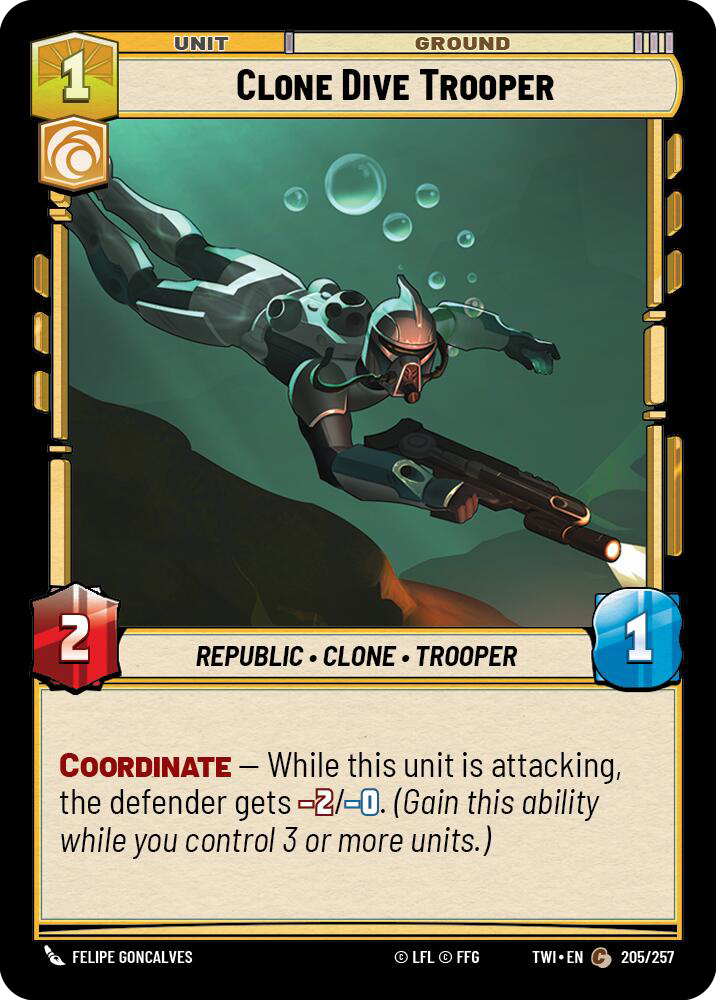 UNIT
GROUND
1
CLONE DIVE TROOPER
2
REPUBLIC • CLONE • TROOPER
1
COORDINATE – While this unit is attacking,
the defender gets -2/-0. (Gain this ability
while you control 3 or more units.)
FELIPE GONCALVES
© LFL © FFG
TWI • EN C 205/257